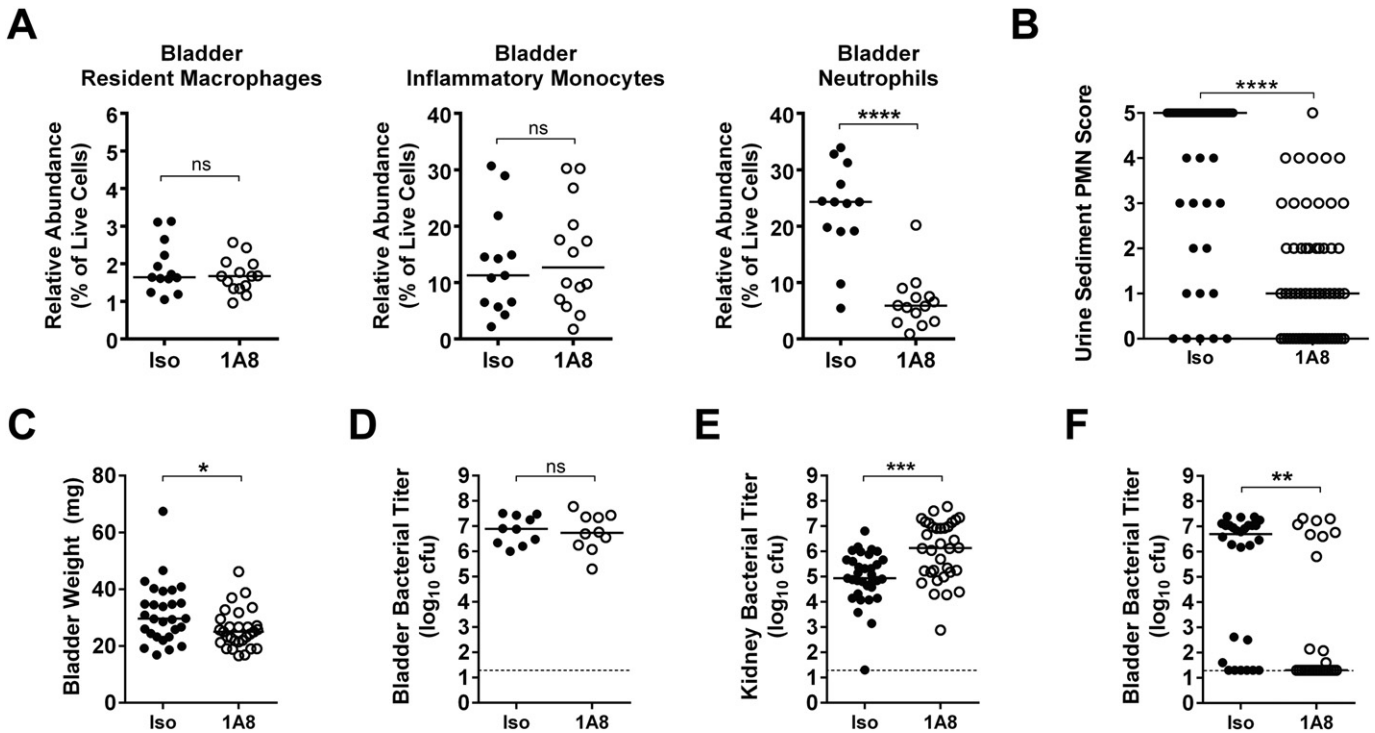 A
Bladder
Resident Macrophages
Relative Abundance
(% of Live Cells)
6
5
4
3
2
1
0
ns
Iso
1A8
Bladder
Inflammatory Monocytes
Relative Abundance
(% of Live Cells)
40
30
20
10
0
ns
Iso
1A8
Bladder
Neutrophils
Relative Abundance
(% of Live Cells)
40
30
20
10
0
****
Iso
1A8
B
Urine Sediment PMN Score
5
4
3
2
1
0
****
Iso
1A8
C
Bladder Weight (mg)
80
60
40
20
0
*
Iso
1A8
D
Bladder Bacterial Titer
(log10 cfu)
9
8
7
6
5
4
3
2
1
0
ns
Iso
1A8
E
Kidney Bacterial Titer
(log10 cfu)
9
8
7
6
5
4
3
2
1
0
***
Iso
1A8
F
Bladder Bacterial Titer
(log10 cfu)
9
8
7
6
5
4
3
2
1
0
**
Iso
1A8